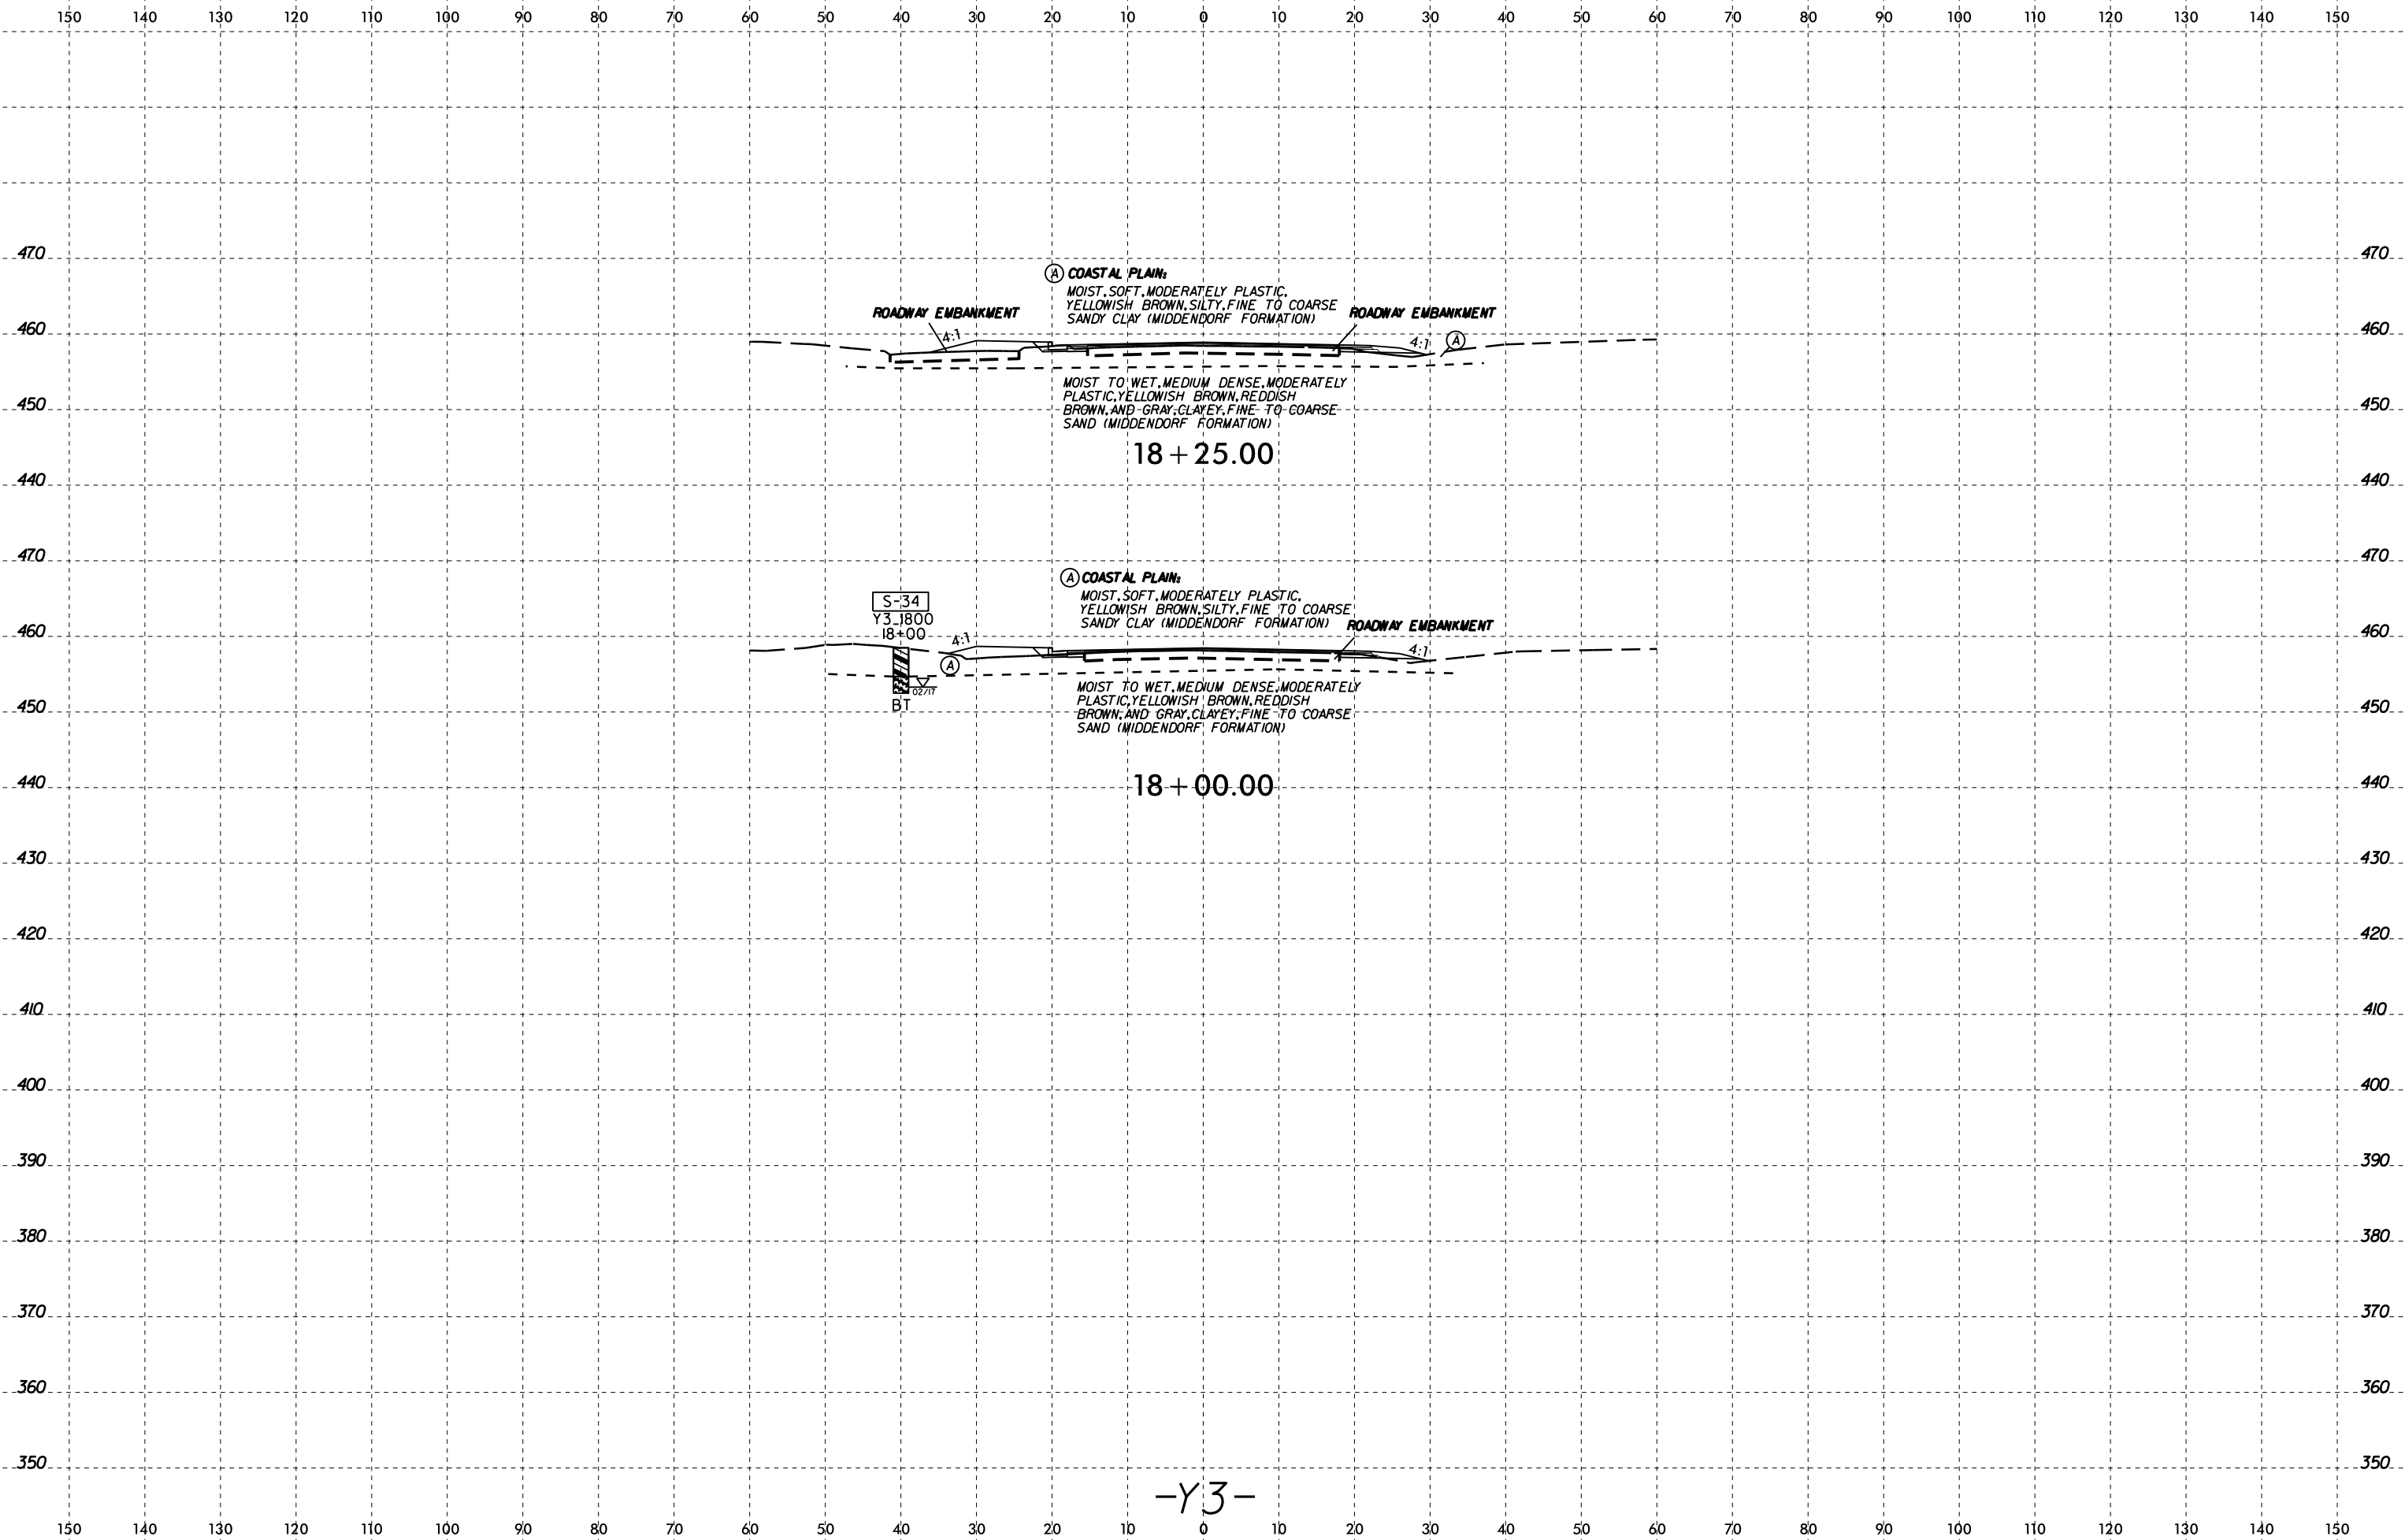 150 140 130 120 110 100 90 80 70 60 50 40 30 20 10 0 10 20 30 40 50 60 70 80 90 100 110 120 130 140 150
470 470
Ⓐ COASTAL PLAIN:
MOIST, SOFT, MODERATELY PLASTIC,
YELLOWISH BROWN, SILTY, FINE TO COARSE
SANDY CLAY (MIDDENDORF FORMATION)
ROADWAY EMBANKMENT ROADWAY EMBANKMENT
460 460
4:1 4:1 Ⓐ
MOIST TO WET, MEDIUM DENSE, MODERATELY
PLASTIC, YELLOWISH BROWN, REDDISH
BROWN, AND GRAY, CLAYEY, FINE TO COARSE
SAND (MIDDENDORF FORMATION)
450 450
18+25.00
440 440
470 470
Ⓐ COASTAL PLAIN:
MOIST, SOFT, MODERATELY PLASTIC,
YELLOWISH BROWN, SILTY, FINE TO COARSE
SANDY CLAY (MIDDENDORF FORMATION)
ROADWAY EMBANKMENT
S-34
Y3_1800
18+00
460 460
4:1 4:1
Ⓐ
02/17
BT
MOIST TO WET, MEDIUM DENSE, MODERATELY
PLASTIC, YELLOWISH BROWN, REDDISH
BROWN, AND GRAY, CLAYEY, FINE TO COARSE
SAND (MIDDENDORF FORMATION)
450 450
18+00.00
440 440
430 430
420 420
410 410
400 400
390 390
380 380
370 370
360 360
350 350
-Y3-
150 140 130 120 110 100 90 80 70 60 50 40 30 20 10 0 10 20 30 40 50 60 70 80 90 100 110 120 130 140 150